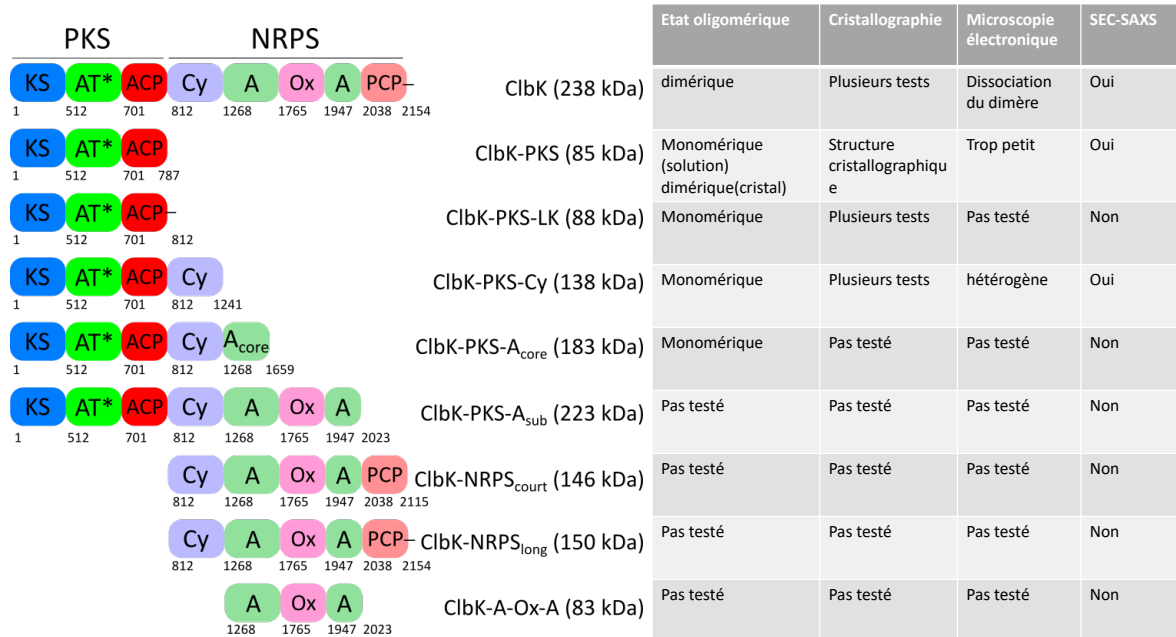 PKS NRPS
Etat oligomérique Cristallographie Microscopie électronique SEC-SAXS
KS AT* ACP Cy A Ox A PCP
1 512 701 812 1268 1765 1947 2038 2154
ClbK (238 kDa)
dimérique Plusieurs tests Dissociation du dimère Oui
KS AT* ACP
1 512 701 787
ClbK-PKS (85 kDa)
Monomérique (solution) dimérique(cristal) Structure cristallographique Trop petit Oui
KS AT* ACP
1 512 701 812
ClbK-PKS-LK (88 kDa)
Monomérique Plusieurs tests Pas testé Non
KS AT* ACP Cy
1 512 701 812 1241
ClbK-PKS-Cy (138 kDa)
Monomérique Plusieurs tests hétérogène Oui
KS AT* ACP Cy Acore
1 512 701 812 1268 1659
ClbK-PKS-Acore (183 kDa)
Monomérique Pas testé Pas testé Non
KS AT* ACP Cy A Ox A
1 512 701 812 1268 1765 1947 2023
ClbK-PKS-Asub (223 kDa)
Pas testé Pas testé Pas testé Non
Cy A Ox A PCP
812 1268 1765 1947 2038 2115
ClbK-NRPScourt (146 kDa)
Pas testé Pas testé Pas testé Non
Cy A Ox A PCP
812 1268 1765 1947 2038 2154
ClbK-NRPSlong (150 kDa)
Pas testé Pas testé Pas testé Non
A Ox A
1268 1765 1947 2023
ClbK-A-Ox-A (83 kDa)
Pas testé Pas testé Pas testé Non